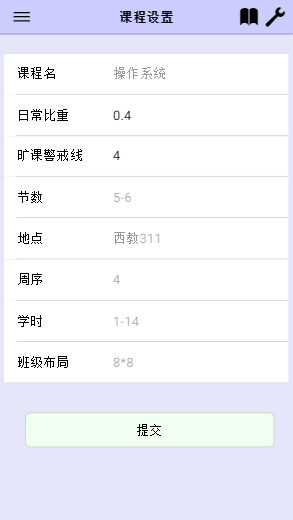 课程设置
课程名 操作系统
日常比重 0.4
旷课警戒线 4
节数 5-6
地点 西教311
周序 4
学时 1-14
班级布局 8*8
提交